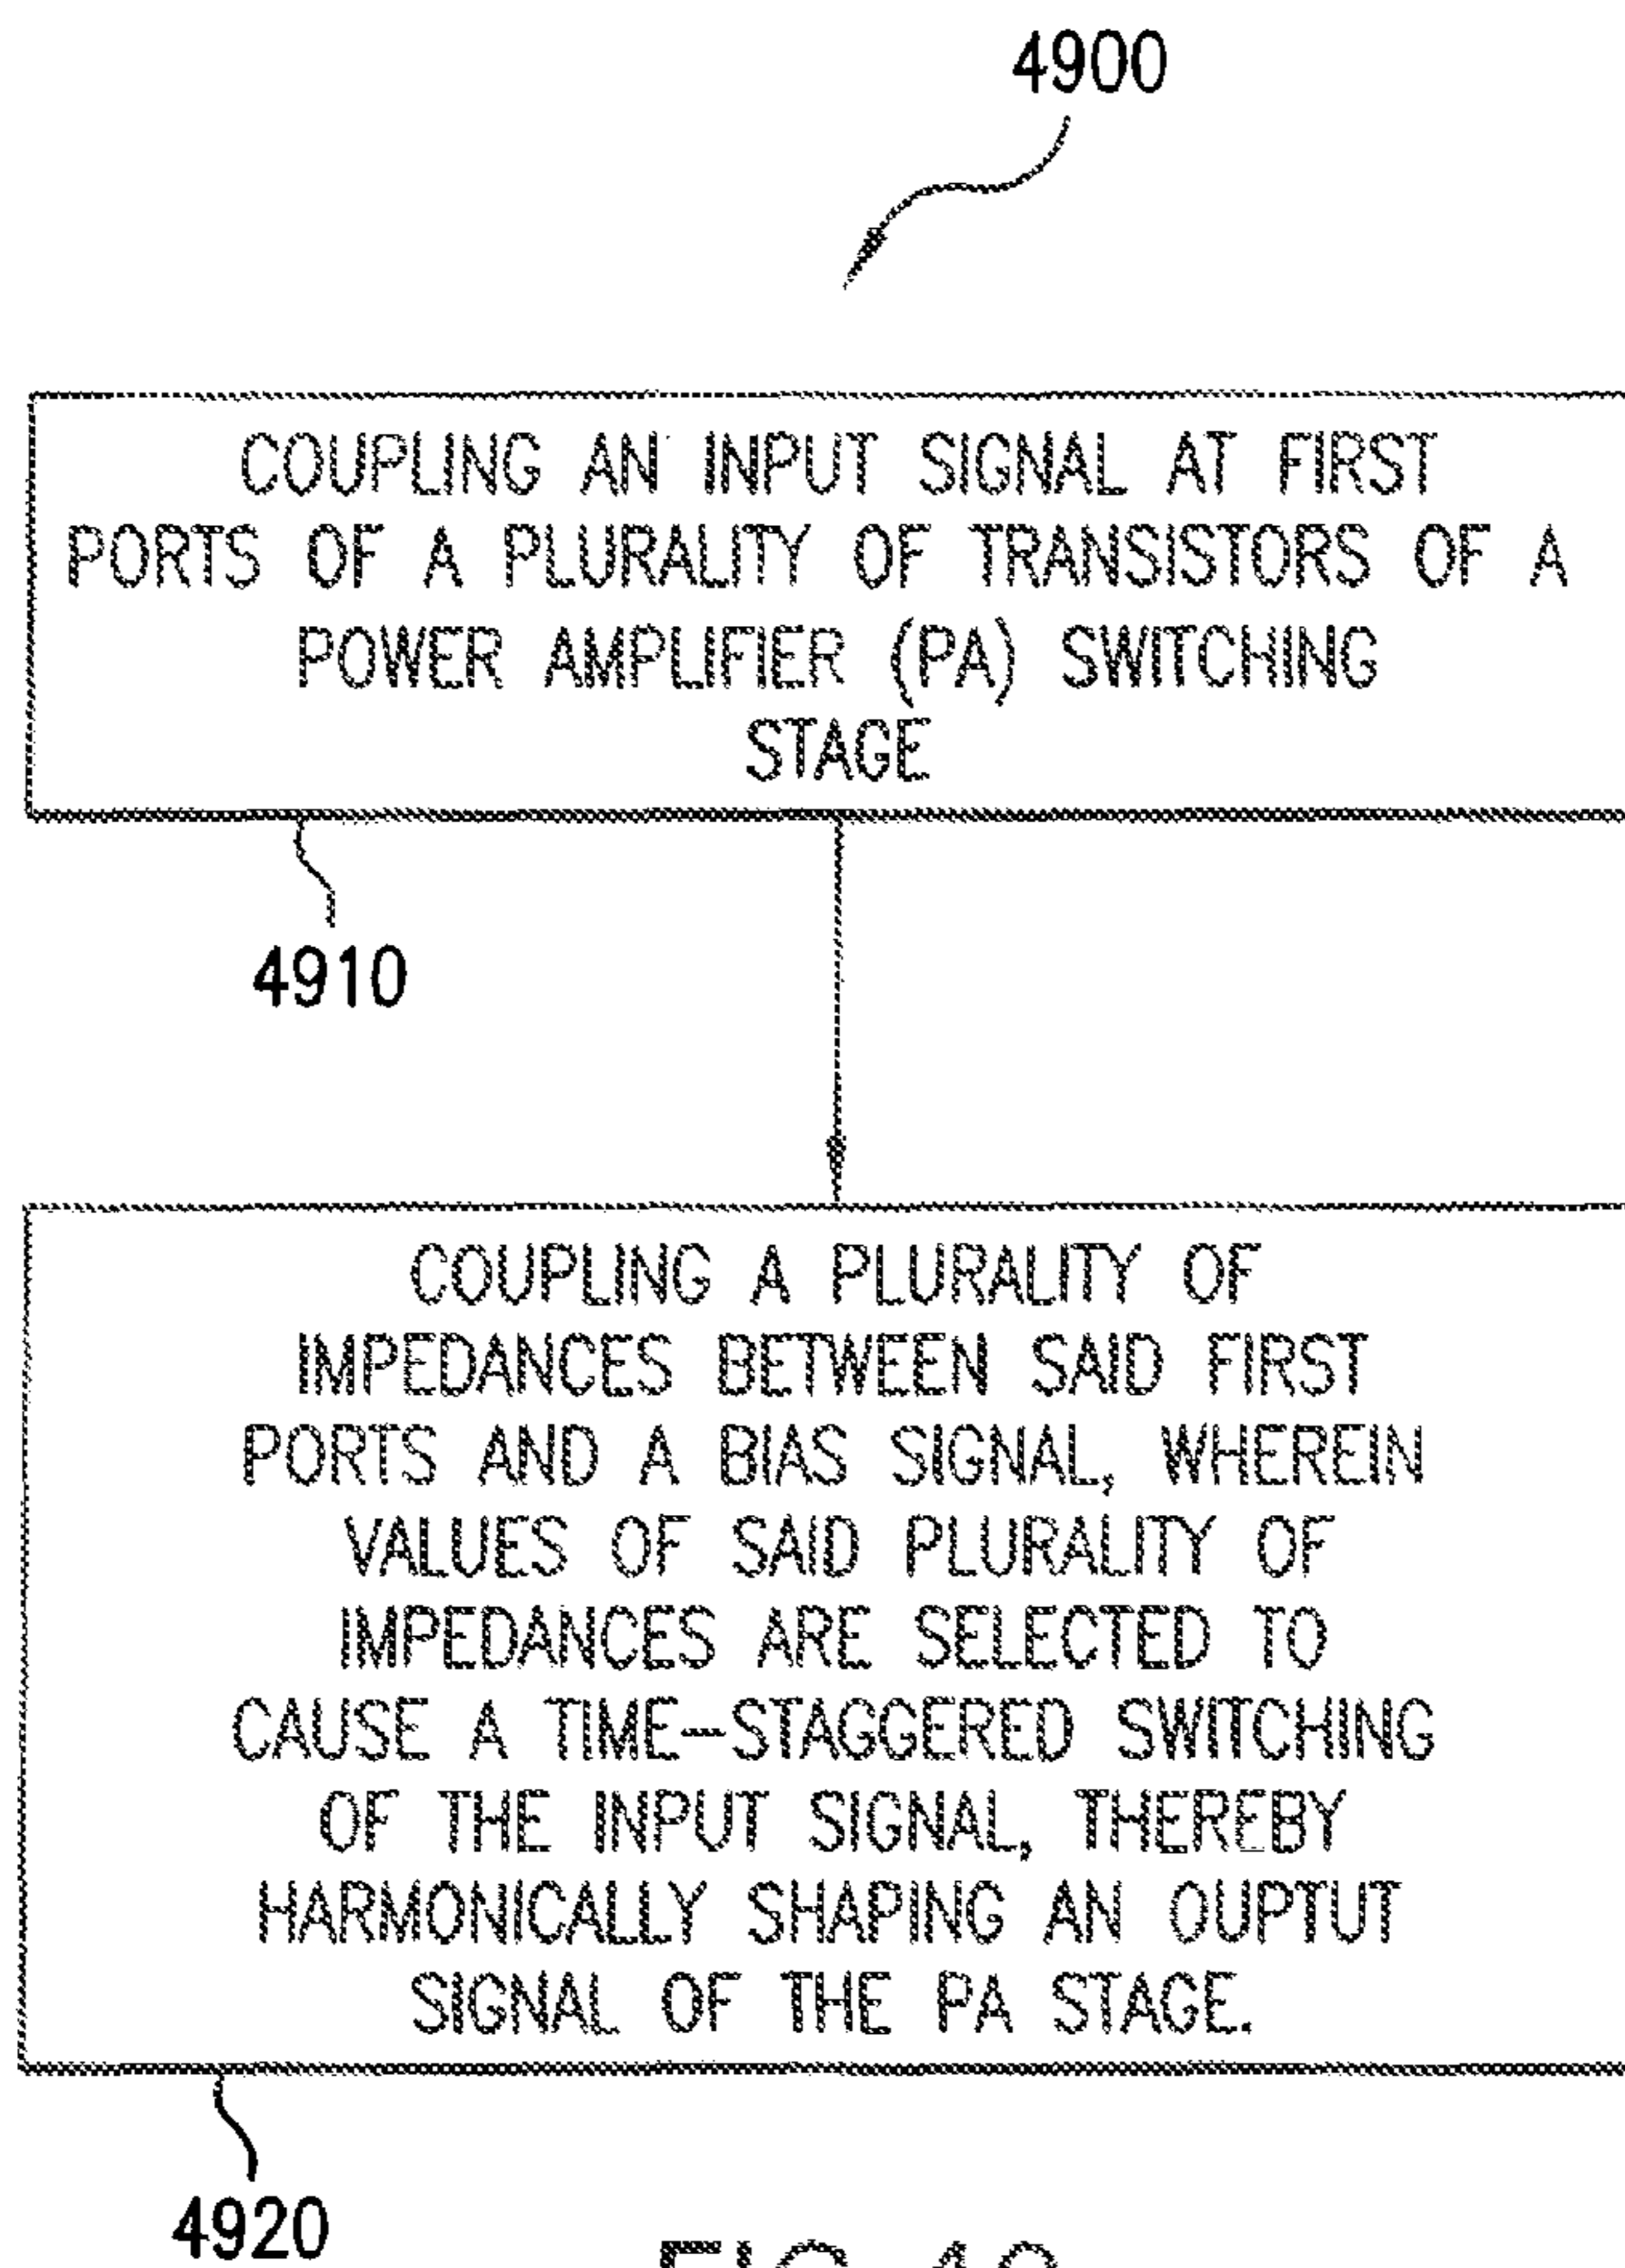 4900
COUPLING AN INPUT SIGNAL AT FIRST
PORTS OF A PLURALITY OF TRANSISTORS OF A
POWER AMPLIFIER (PA) SWITCHING
STAGE
4910
COUPLING A PLURALITY OF
IMPEDANCES BETWEEN SAID FIRST
PORTS AND A BIAS SIGNAL, WHEREIN
VALUES OF SAID PLURALITY OF
IMPEDANCES ARE SELECTED TO
CAUSE A TIME-STAGGERED SWITCHING
OF THE INPUT SIGNAL, THEREBY
HARMONICALLY SHAPING AN OUPTUT
SIGNAL OF THE PA STAGE.
4920